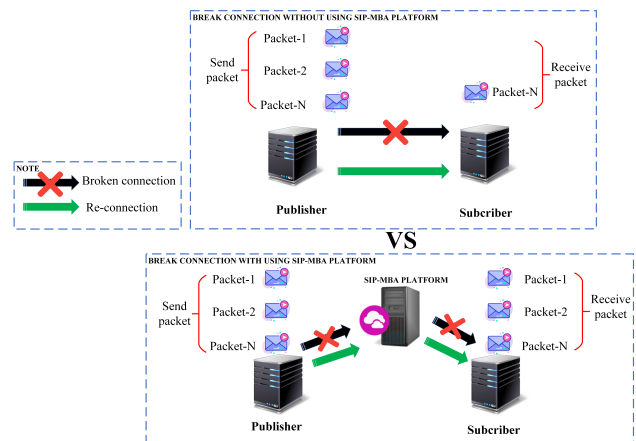 BREAK CONNECTION WITHOUT USING SIP-MBA PLATFORM
Packet-1
Send
packet
Packet-2
Packet-N
Receive
packet
Packet-N
Publisher
Subcriber
NOTE
Broken connection
Re-connection
VS
BREAK CONNECTION WITH USING SIP-MBA PLATFORM
Packet-1
Send
packet
Packet-2
Packet-N
SIP-MBA PLATFORM
Packet-1
Packet-2
Packet-N
Receive
packet
Publisher
Subcriber